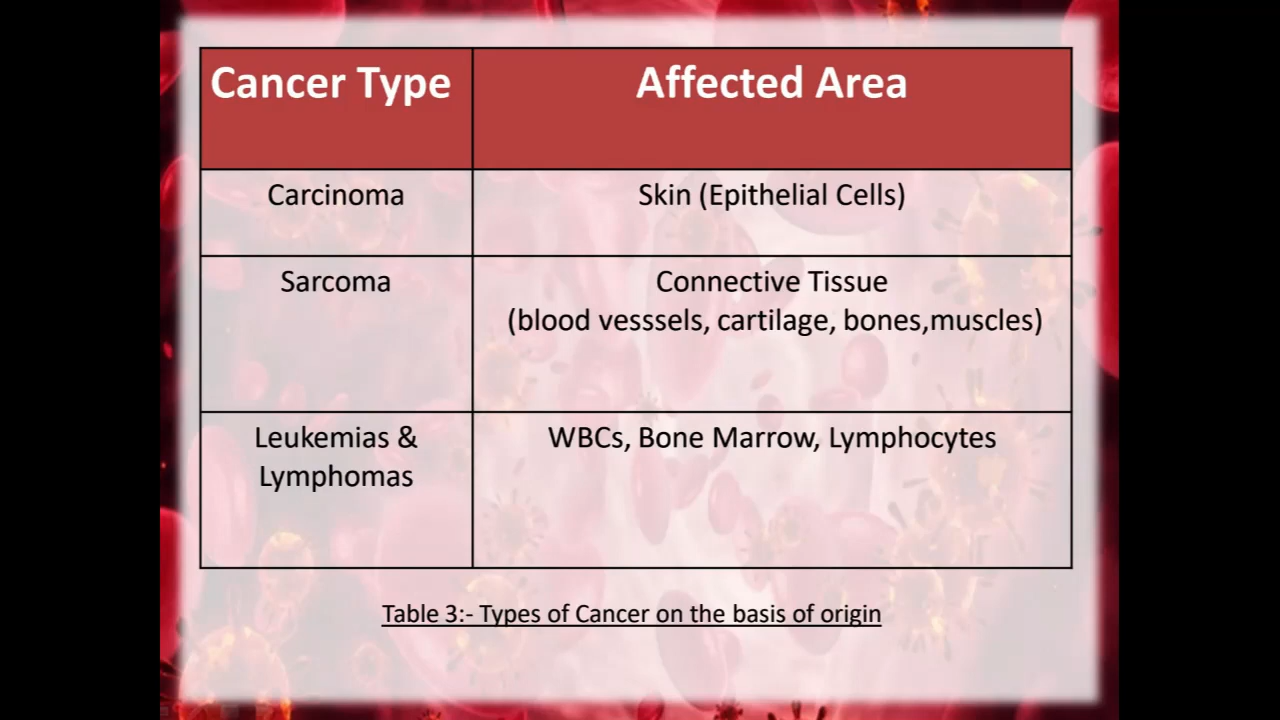 Cancer Type
Affected Area
Carcinoma
Skin (Epithelial Cells)
Sarcoma
Connective Tissue
(blood vesssels, cartilage, bones,muscles)
Leukemias &
Lymphomas
WBCs, Bone Marrow, Lymphocytes
Table 3:- Types of Cancer on the basis of origin